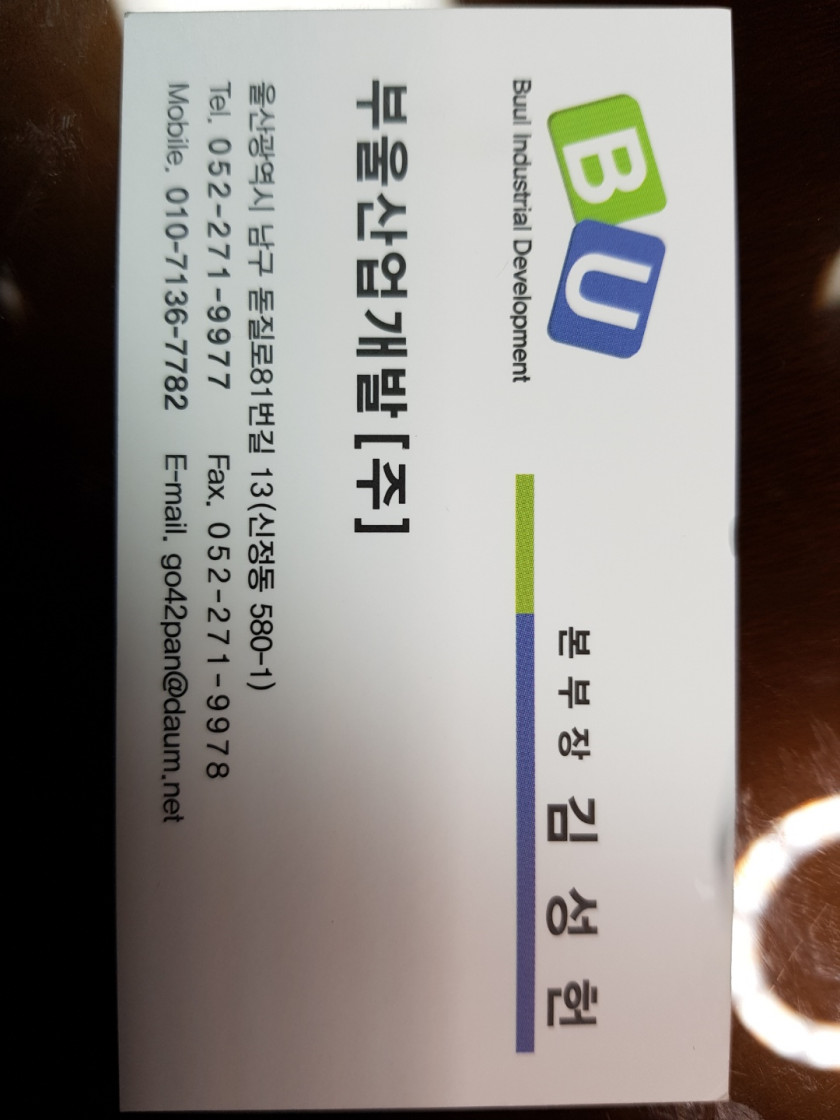 BU
Buul Industrial Development
본부장 김성헌
부울산업개발 [주]
울산광역시 남구 돋질로81번길 13(신정동 580-1)
Tel. 052-271-9977 Fax. 052-271-9978
Mobile. 010-7136-7782 E-mail. go42pan@daum.net